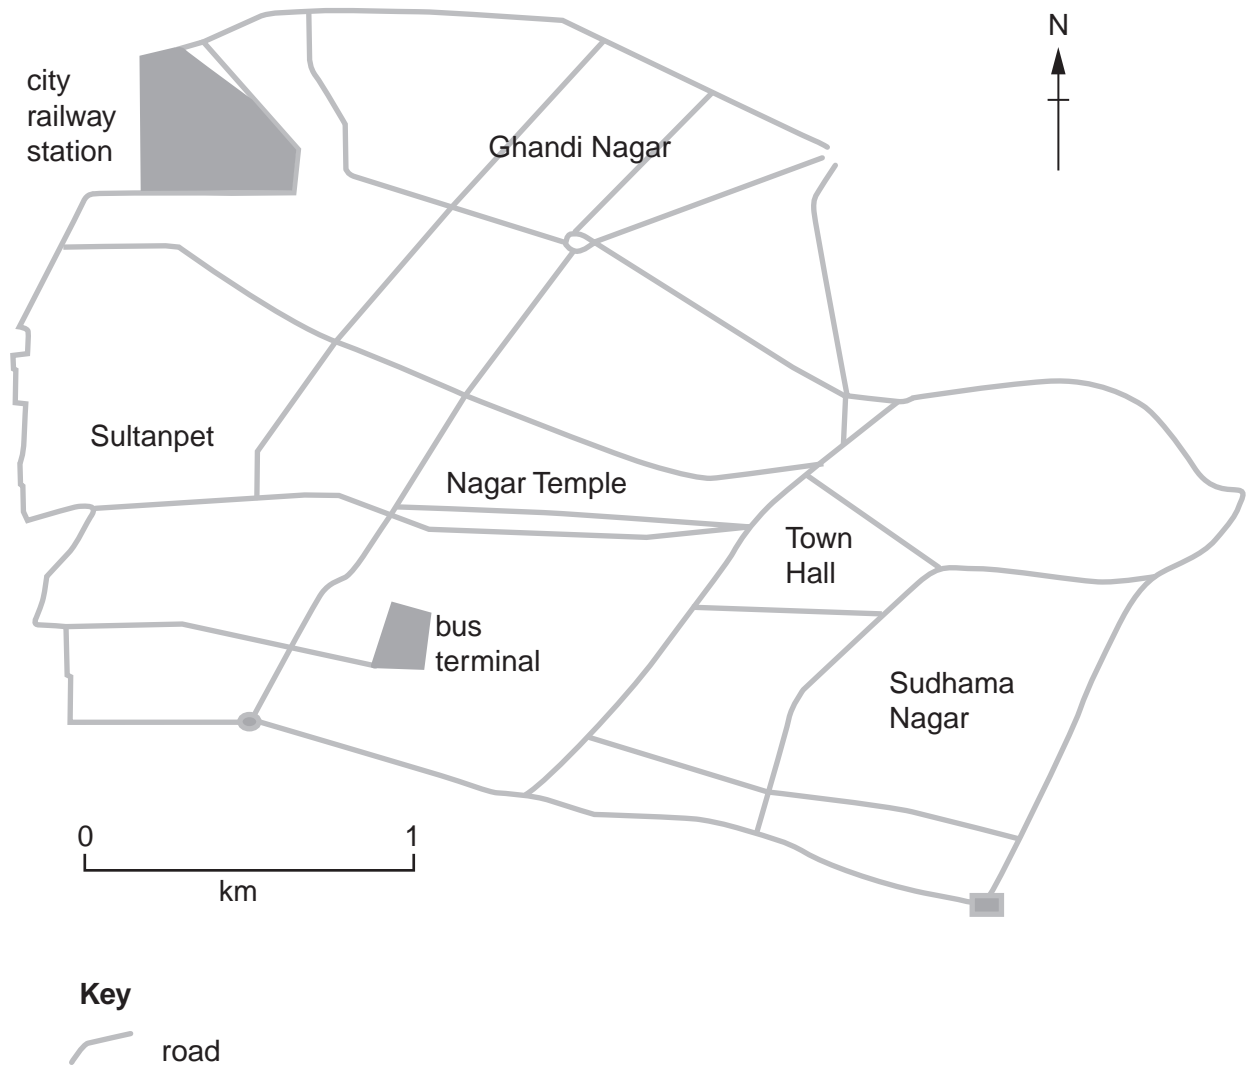 N
city
railway
station
Ghandi Nagar
Sultanpet
Nagar Temple
Town
Hall
bus
terminal
Sudhama
Nagar
0 1
km
Key
road